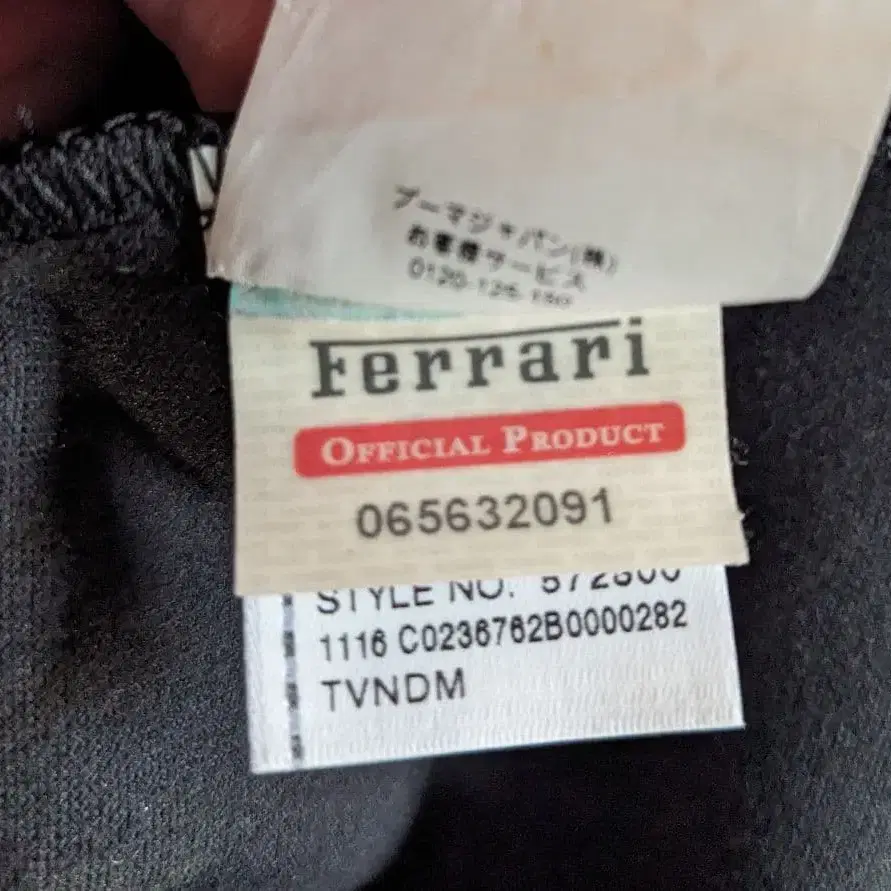 プーマジャパン(株)
お客様サービス
0120-125-150
Ferrari
OFFICIAL PRODUCT
065632091
STYLE NO.
1116 C0236762B0000282
TVNDM